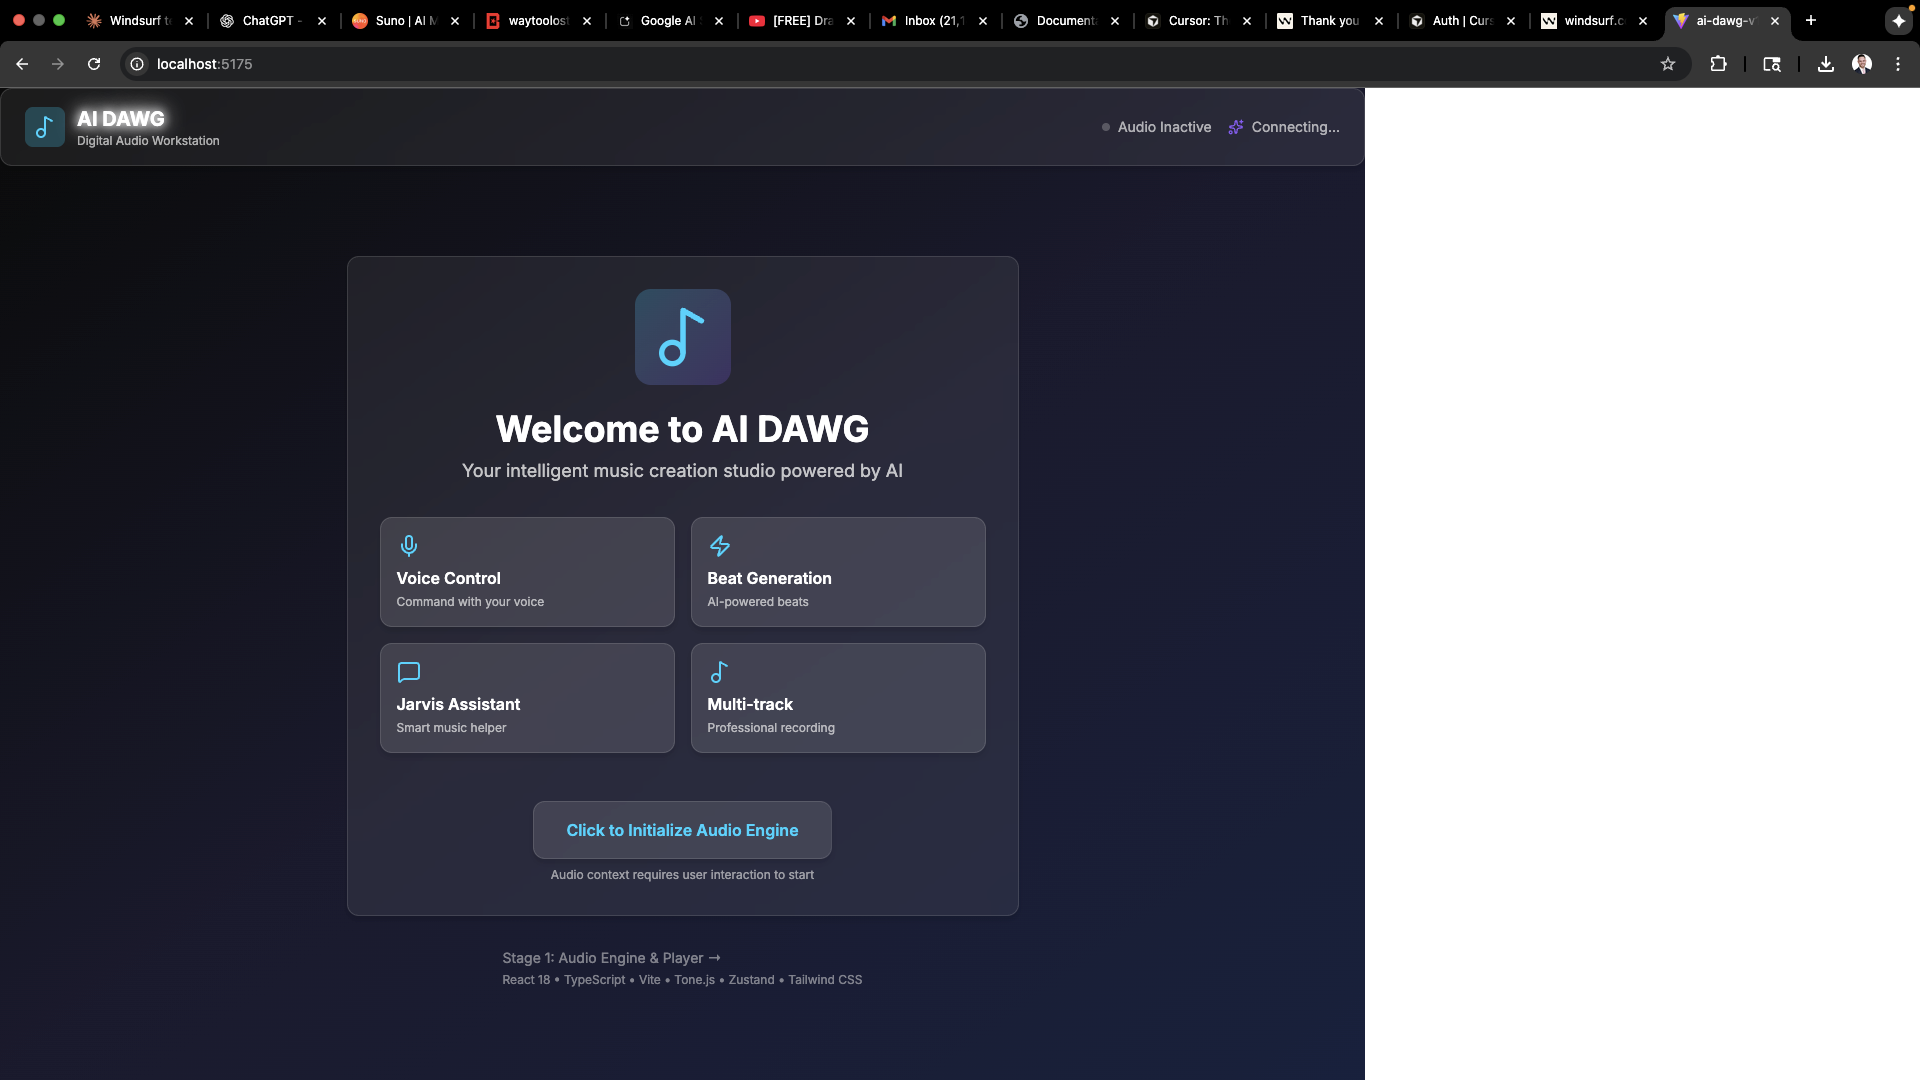 Windsurf te
ChatGPT -
Suno | AI M
waytoolost
Google AI S
[FREE] Dra
Inbox (21,1
Documenta
Cursor: Th
Thank you
Auth | Curs
windsurf.c
ai-dawg-v
localhost:5175
AI DAWG
Digital Audio Workstation
Audio Inactive
Connecting...
Welcome to AI DAWG
Your intelligent music creation studio powered by AI
Voice Control
Command with your voice
Beat Generation
AI-powered beats
Jarvis Assistant
Smart music helper
Multi-track
Professional recording
Click to Initialize Audio Engine
Audio context requires user interaction to start
Stage 1: Audio Engine & Player →
React 18 • TypeScript • Vite • Tone.js • Zustand • Tailwind CSS